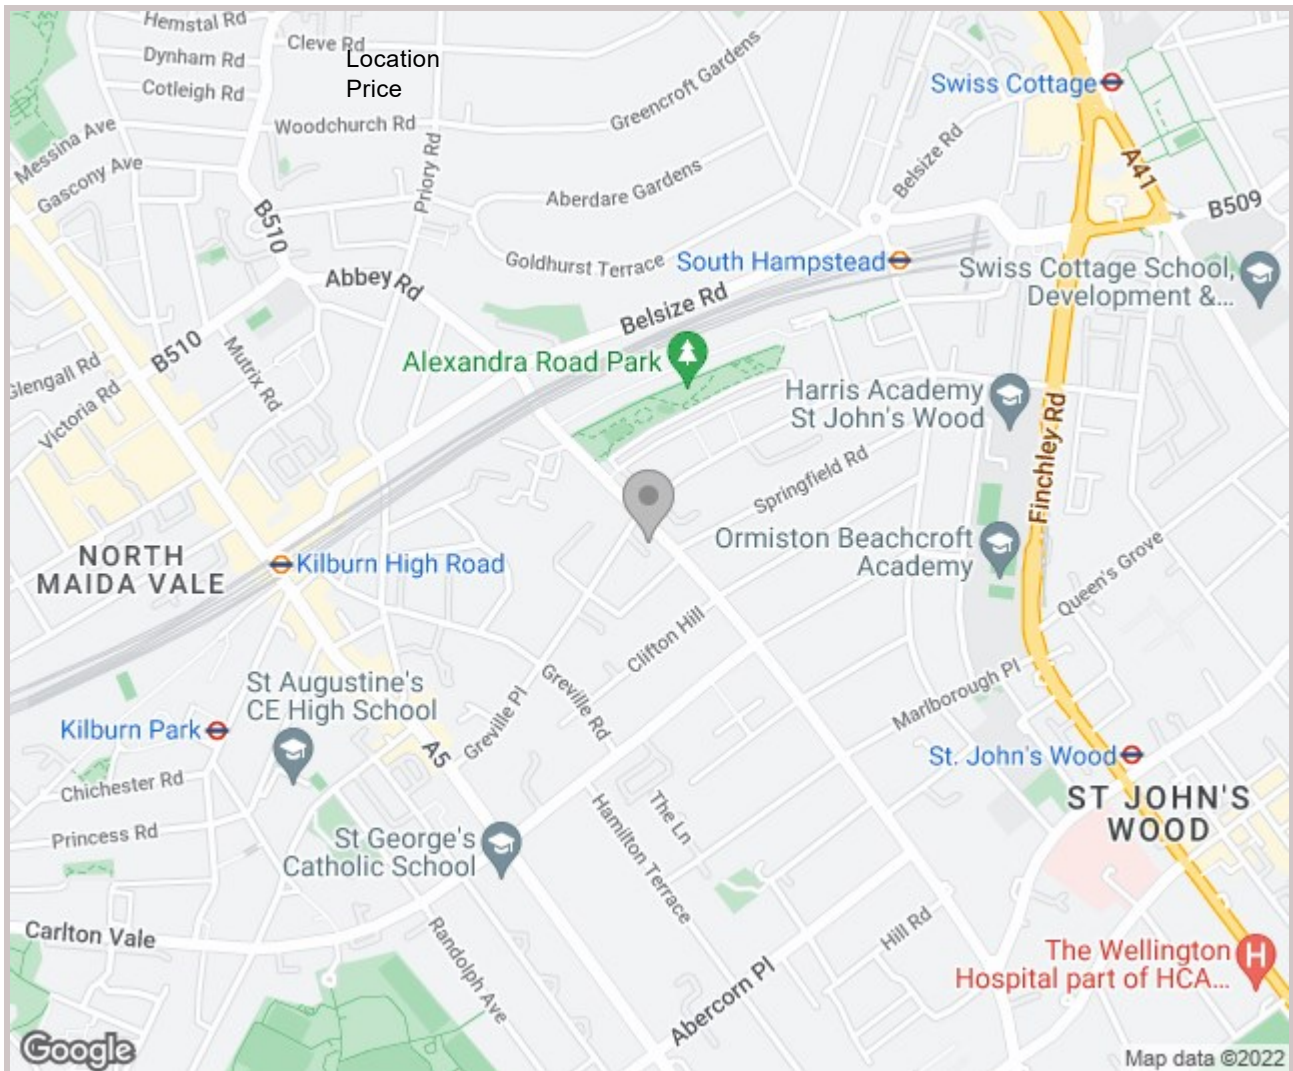 Hemstal Rd
Cleve Rd
Location
Dynham Rd
Price
Cotleigh Rd
Swiss Cottage
Greencroft Gardens
Messina Ave
Woodchurch Rd
Gascony Ave
Priory Rd
Belsize Rd
A41
Aberdare Gardens
B509
B510
Goldhurst Terrace
South Hampstead
Swiss Cottage School,
Development &...
Abbey Rd
Belsize Rd
B510
Mutrix Rd
Alexandra Road Park
Glengall Rd
Victoria Rd
Harris Academy
St John's Wood
Finchley Rd
Springfield Rd
Ormiston Beachcroft
Academy
NORTH
MAIDA VALE
Kilburn High Road
Queen's Grove
Clifton Hill
St Augustine's
CE High School
Greville Pl
Greville Rd
Marlborough Pl
Kilburn Park
A5
St. John's Wood
Chichester Rd
ST JOHN'S
WOOD
Princess Rd
Hamilton Terrace
The Ln
St George's
Catholic School
Carlton Vale
Randolph Ave
Hill Rd
The Wellington
Hospital part of HCA...
Abercorn Pl
Google
Map data ©2022